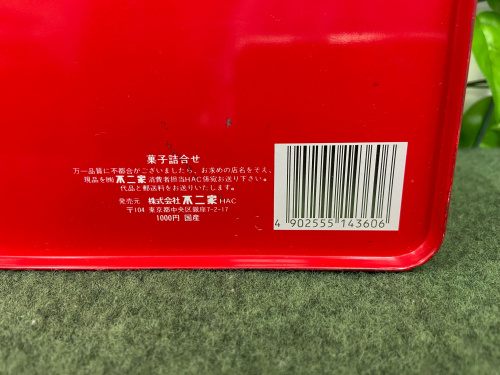 菓子詰合せ
万一品質に不都合がございましたら、お求めの店名をそえ、
現品を㈱不二家消費者担当HAC係宛お送り下さい。
代品と郵送料をお送りいたします。
発売元 株式会社不二家HAC
〒104 東京都中央区銀座7-2-17
1000円 国産
4 902555 143606